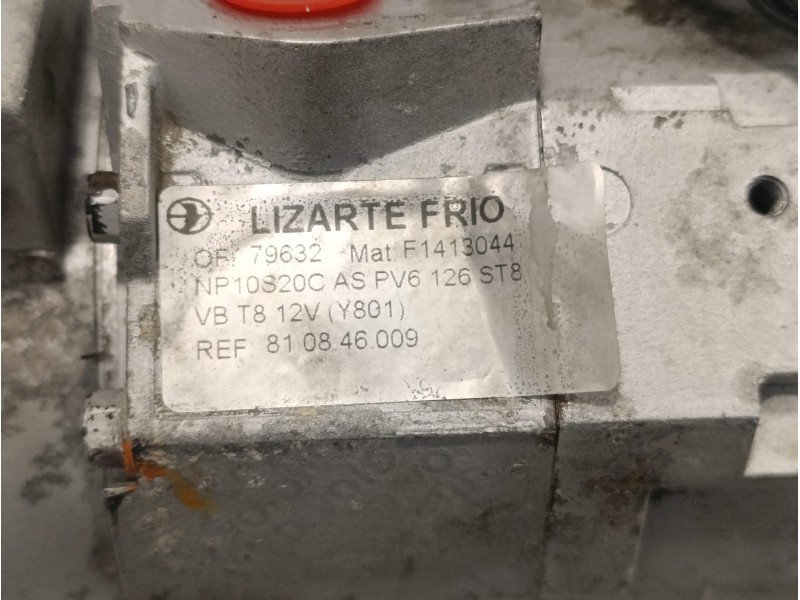 LIZARTE FRIO
OF: 79632 Mat. F1413044
NP10S20C AS PV6 126 ST8
VB T8 12V (Y801)
REF 81 08 46.009